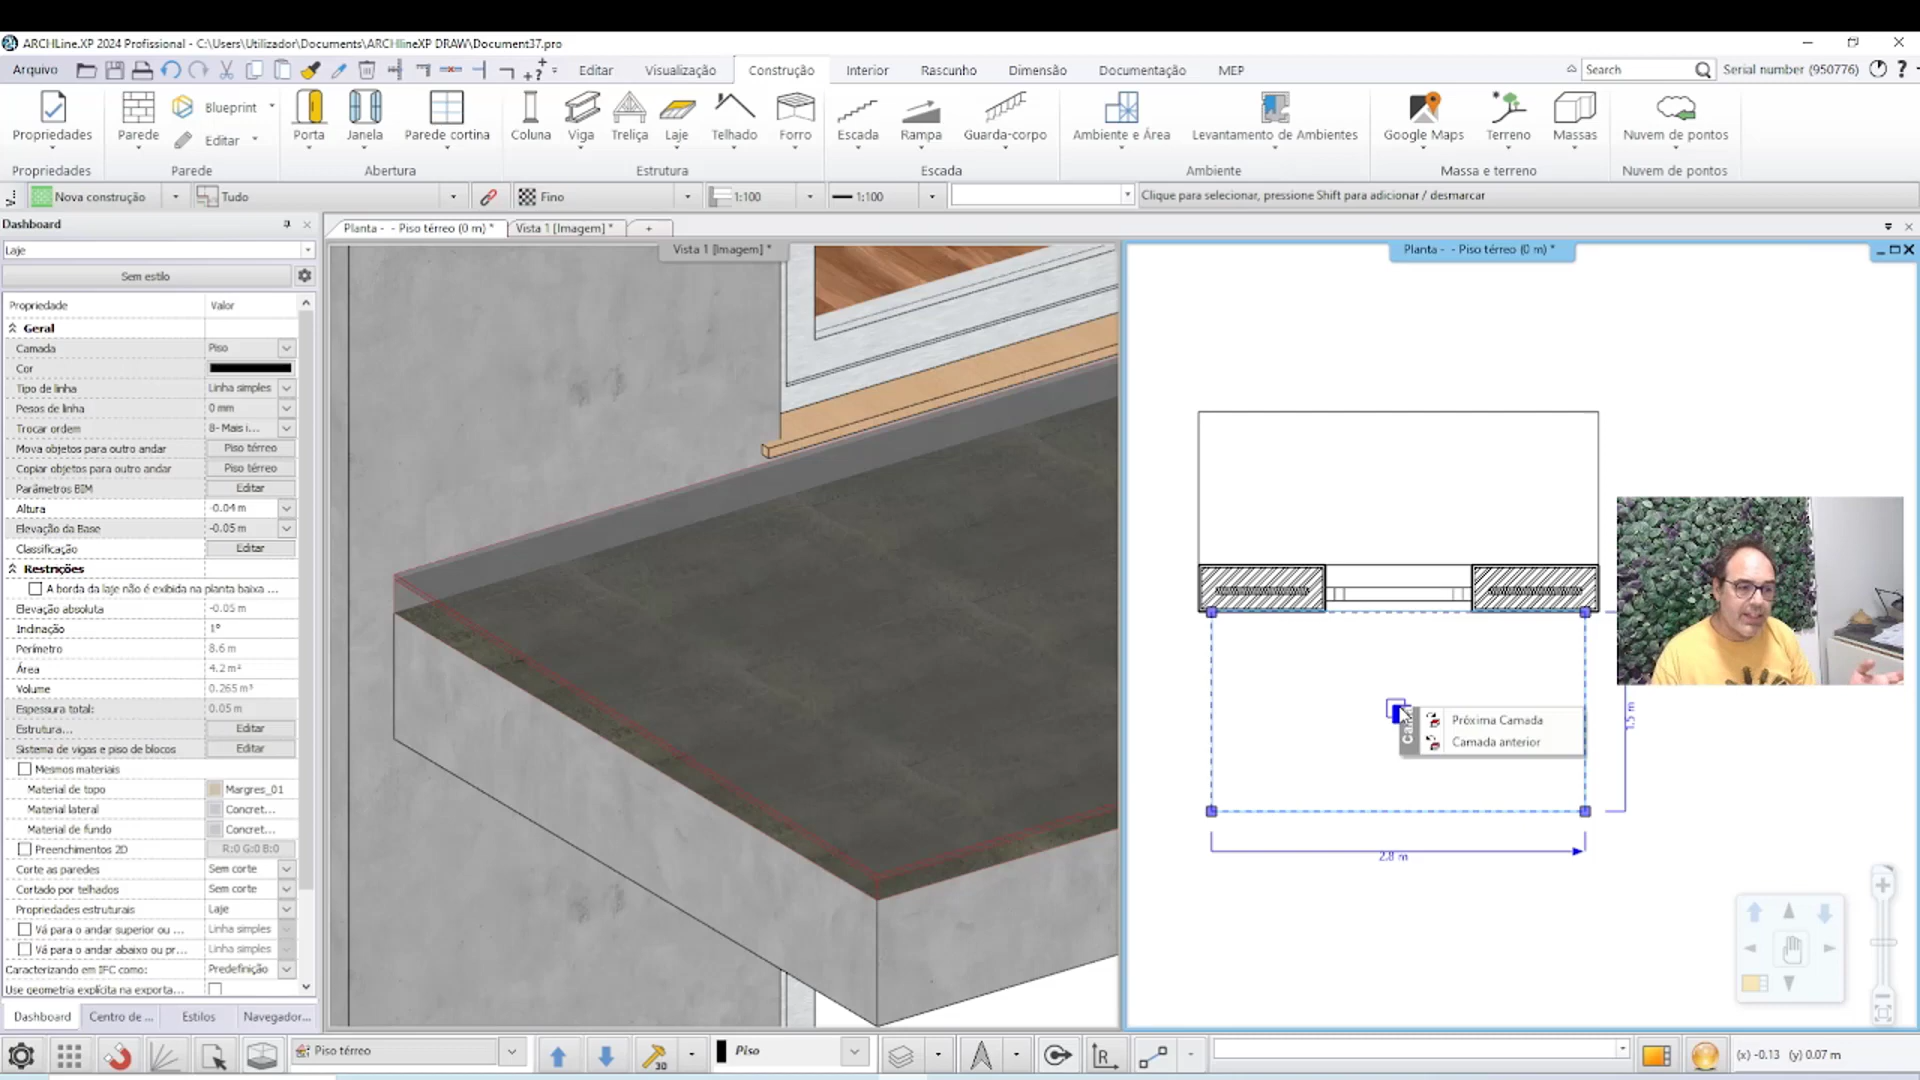 ARCHLine.XP 2024 Profissional - C:\Users\Utilizador\Documents\ARCHlineXP DRAW\Document37.pro
Arquivo Editar Visualização Construção Interior Rascunho Dimensão Documentação MEP Search Serial number (950776)
Propriedades Parede Blueprint Editar Porta Janela Parede cortina Coluna Viga Treliça Laje Telhado Forro Escada Rampa Guarda-corpo Ambiente e Área Levantamento de Ambientes Google Maps Terreno Massas Nuvem de pontos
Propriedades Parede Abertura Estrutura Escada Ambiente Massa e terreno Nuvem de pontos
Nova construção Tudo Fino 1:100 1:100 Clique para selecionar, pressione Shift para adicionar / desmarcar
Dashboard
Planta - - Piso térreo (0 m) * Vista 1 [Imagem] * +
Laje
Vista 1 [Imagem] *
Planta - - Piso térreo (0 m) *
Sem estilo
Propriedade Valor
Geral
Camada Piso
Cor
Tipo de linha Linha simples
Pesos de linha 0 mm
Trocar ordem 8- Mais i...
Mova objetos para outro andar Piso térreo
Copiar objetos para outro andar Piso térreo
Parâmetros BIM Editar
Altura -0.04 m
Elevação da Base -0.05 m
Classificação Editar
Restrições
A borda da laje não é exibida na planta baixa ...
Elevação absoluta -0.05 m
Inclinação 1°
Perímetro 8.6 m
Área 4.2 m²
Volume 0.265 m³
Espessura total: 0.05 m
Estrutura... Editar
Sistema de vigas e piso de blocos Editar
Mesmos materiais
Material de topo Margres_01
Material lateral Concret...
Material de fundo Concret...
Preenchimentos 2D R:0 G:0 B:0
Corte as paredes Sem corte
Cortado por telhados Sem corte
Propriedades estruturais Laje
Vá para o andar superior ou ... Linha simples
Vá para o andar abaixo ou pr... Linha simples
Caracterizando em IFC como: Predefinição
Use geometria explícita na exporta...
Próxima Camada
Camada anterior
1.5 m
2.8 m
Dashboard Centro de ... Estilos Navegador...
Piso térreo 30 Piso (x) -0.13 (y) 0.07 m